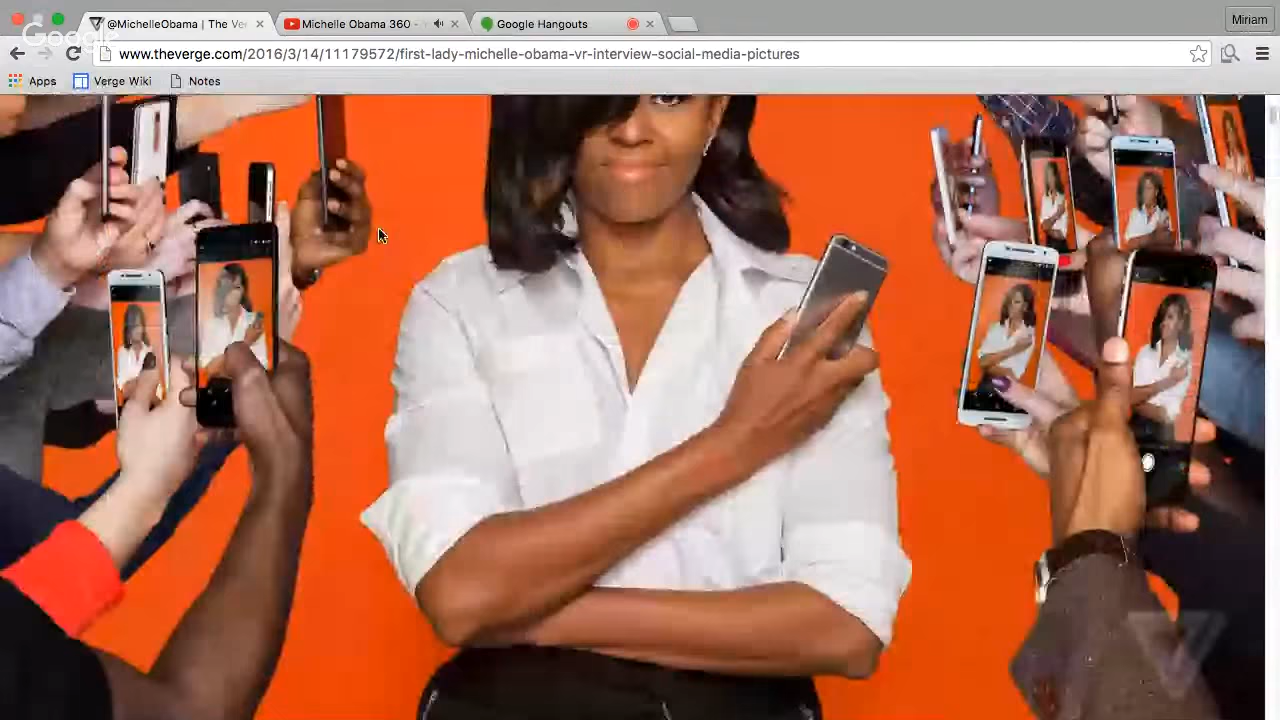 @MichelleObama | The Ve
Michelle Obama 360 -
Google Hangouts
Miriam
Google
www.theverge.com/2016/3/14/11179572/first-lady-michelle-obama-vr-interview-social-media-pictures
Apps
Verge Wiki
Notes